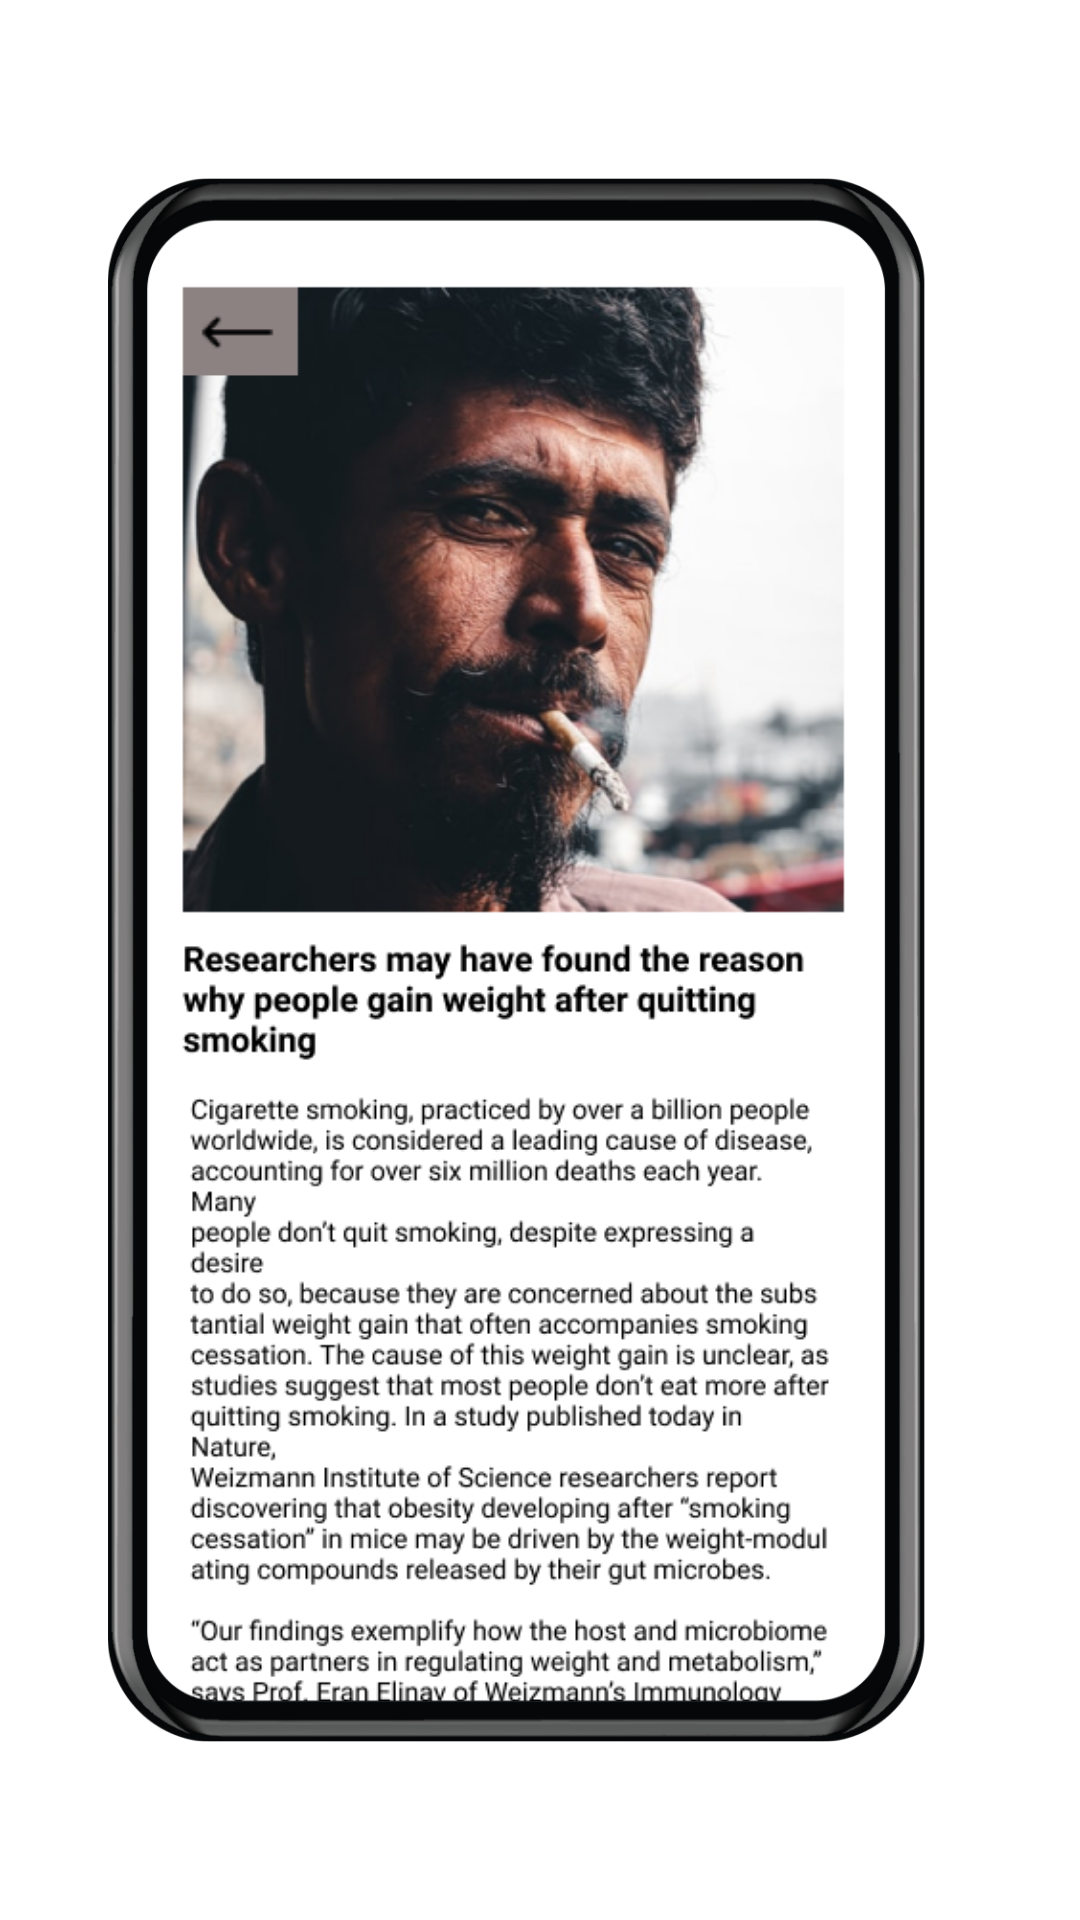 Researchers may have found the reason
why people gain weight after quitting
smoking
Cigarette smoking, practiced by over a billion people
worldwide, is considered a leading cause of disease,
accounting for over six million deaths each year.
Many
people don’t quit smoking, despite expressing a
desire
to do so, because they are concerned about the subs
tantial weight gain that often accompanies smoking
cessation. The cause of this weight gain is unclear, as
studies suggest that most people don’t eat more after
quitting smoking. In a study published today in
Nature,
Weizmann Institute of Science researchers report
discovering that obesity developing after “smoking
cessation” in mice may be driven by the weight-modul
ating compounds released by their gut microbes.
“Our findings exemplify how the host and microbiome
act as partners in regulating weight and metabolism,”
says Prof. Eran Elinav of Weizmann’s Immunology